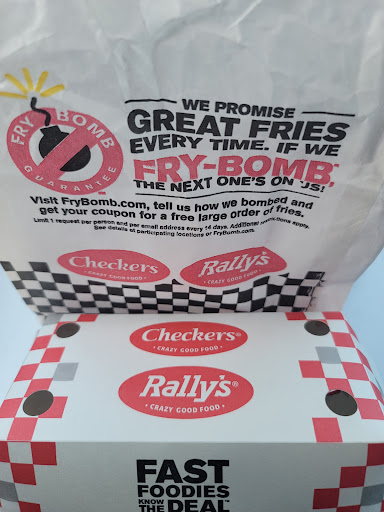 FRY BOMB
GUARANTEE
WE PROMISE
GREAT FRIES
EVERY TIME. IF WE
FRY-BOMB,
THE NEXT ONE'S ON US!
Visit FryBomb.com, tell us how we bombed and
get your coupon for a free large order of fries.
Limit 1 request per person and per email address every 14 days. Additional apply.
See details at participating locations or FryBomb.com.
Checkers
CRAZY GOOD FOOD
Rally's
CRAZY GOOD FOOD
Checkers®
• CRAZY GOOD FOOD •
Rally's®
• CRAZY GOOD FOOD •
FAST
FOODIES
KNOW
THE DEAL